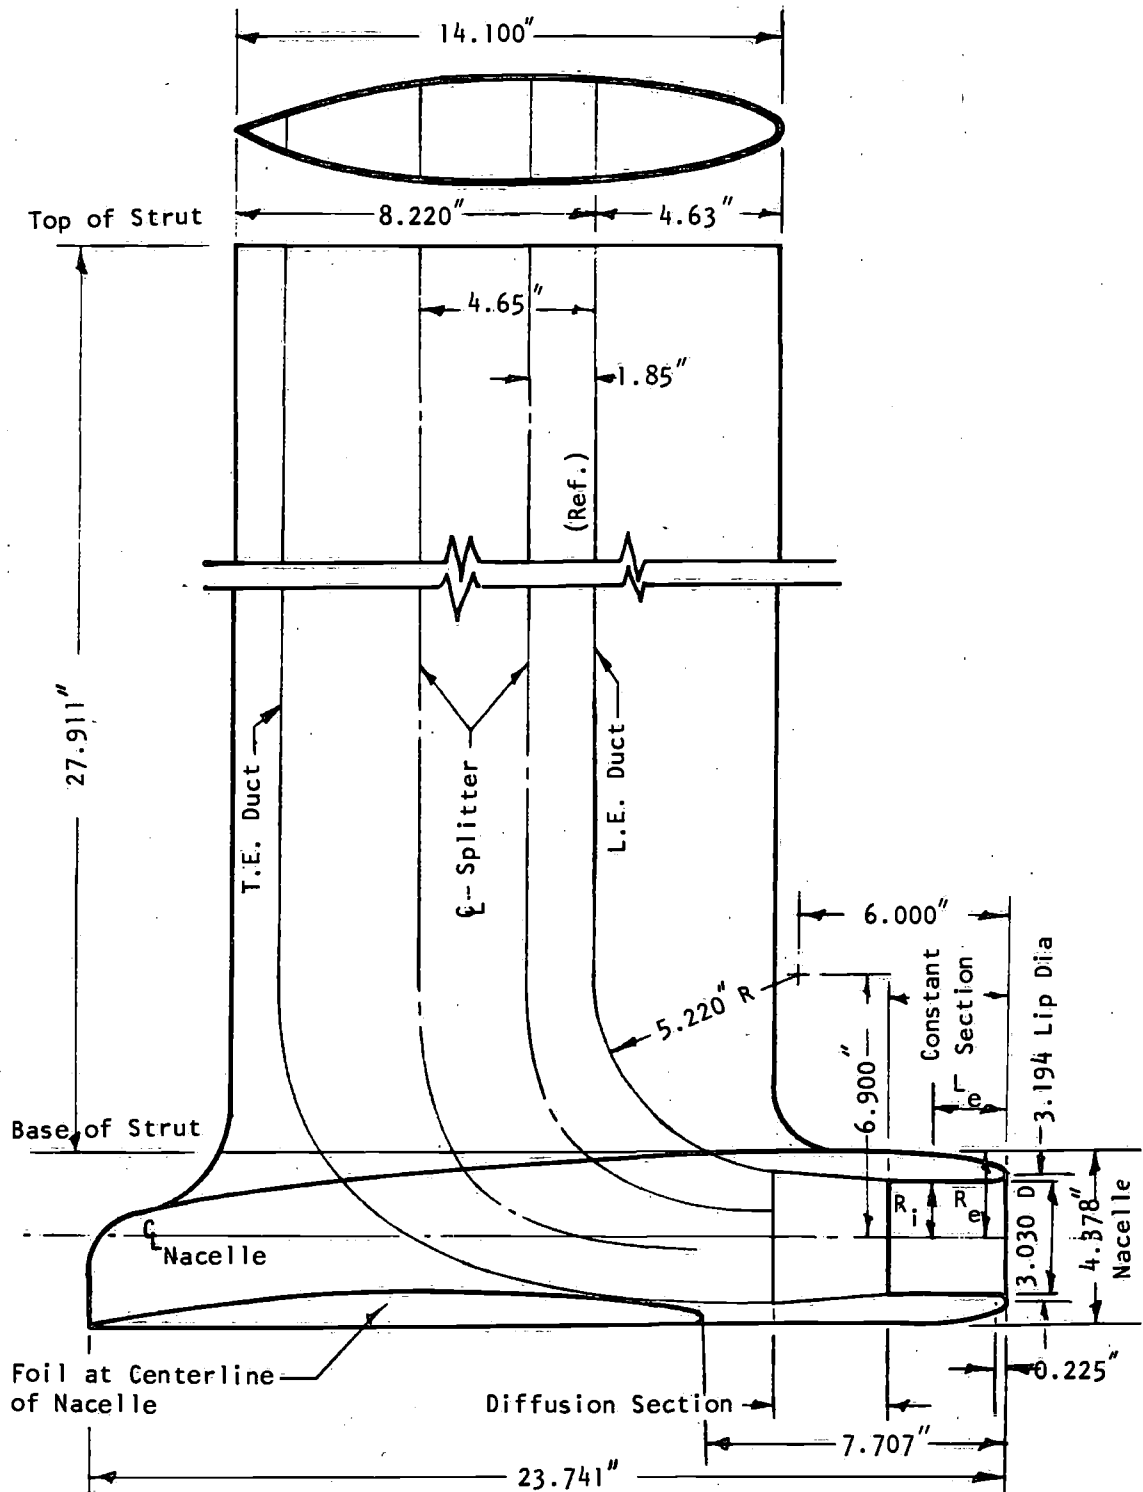 14.100"
8.220"
4.63"
Top of Strut
4.65"
1.85"
(Ref.)
27.911"
T.E. Duct
℄ Splitter
L.E. Duct
6.000"
Constant
Section
Le
3.194 Lip Dia
5.220" R
6.900"
Base of Strut
℄ Nacelle
Ri
Re
3.030 D
4.378"
Nacelle
Foil at Centerline
of Nacelle
0.225"
Diffusion Section
7.707"
23.741"